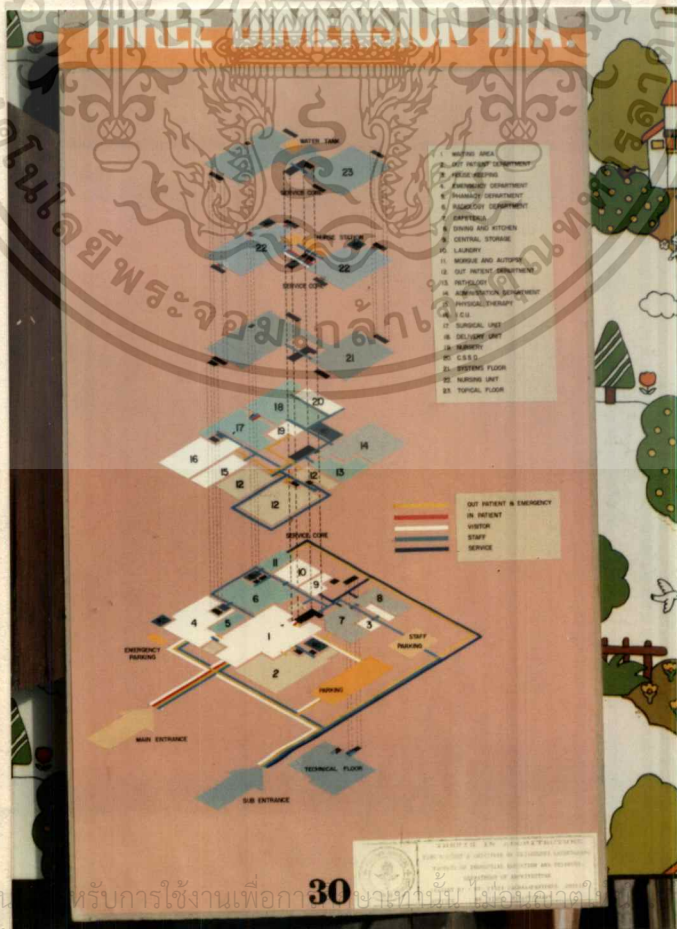 THREE DIMENSION DIA.
WATER TANK
23
SERVICE CORE
NURSE STATION
22
22
SERVICE CORE
21
1 WAITING AREA
2 OUT PATIENT DEPARTMENT
3 HOUSE KEEPING
4 EMERGENCY DEPARTMENT
5 PHAMACY DEPARTMENT
6 RADIOLOGY DEPARTMENT
7 CAFETERIA
8 DINING AND KITCHEN
9 CENTRAL STORAGE
10 LAUNDRY
11 MORGUE AND AUTOPSY
12 OUT PATIENT DEPARTMENT
13 PATHOLOGY
14 ADMINISTATION DEPARTMENT
15 PHYSICAL THERAPY
16 I.C.U.
17 SURGICAL UNIT
18 DELIVERY UNIT
19 NURSERY
20 C.S.S.D
21 SYSTEMS FLOOR
22 NURSING UNIT
23 TOPICAL FLOOR
18
20
17
19
14
16
15
12
12
13
12
OUT PATIENT & EMERGENCY
IN PATIENT
VISITOR
STAFF
SERVICE
SERVICE CORE
11
10
9
6
8
4
5
1
7
3
2
EMERGENCY
PARKING
STAFF
PARKING
PARKING
MAIN ENTRANCE
TECHNICAL FLOOR
SUB ENTRANCE
30